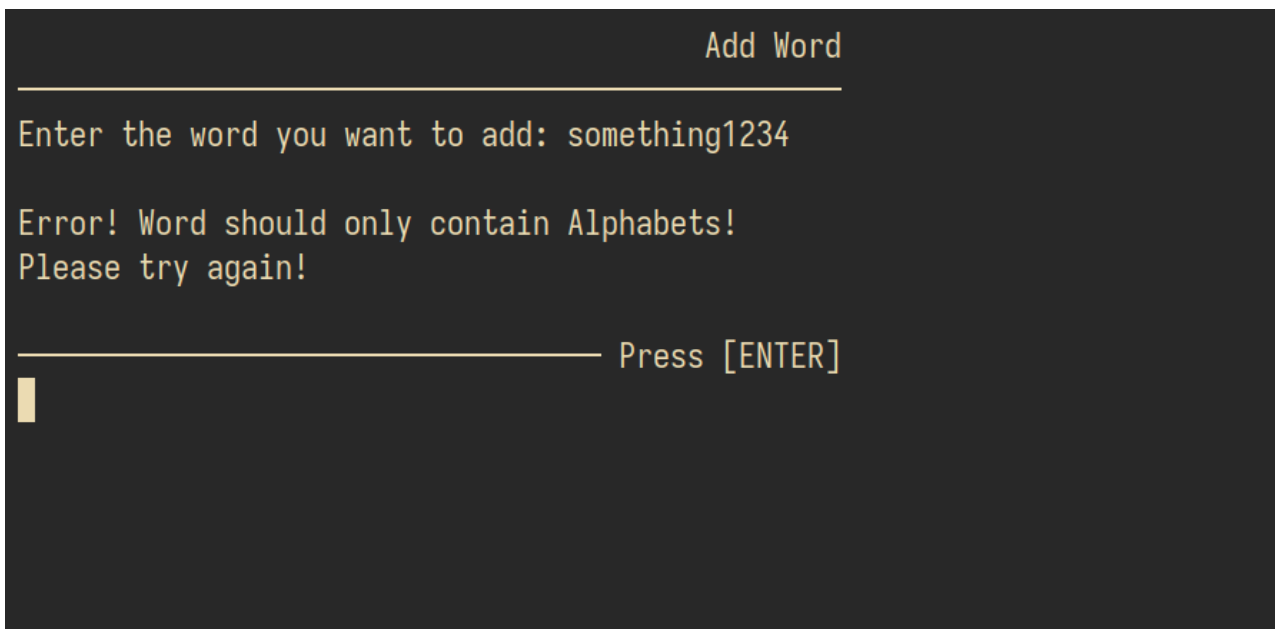 Add Word
Enter the word you want to add: something1234
Error! Word should only contain Alphabets!
Please try again!
Press [ENTER]